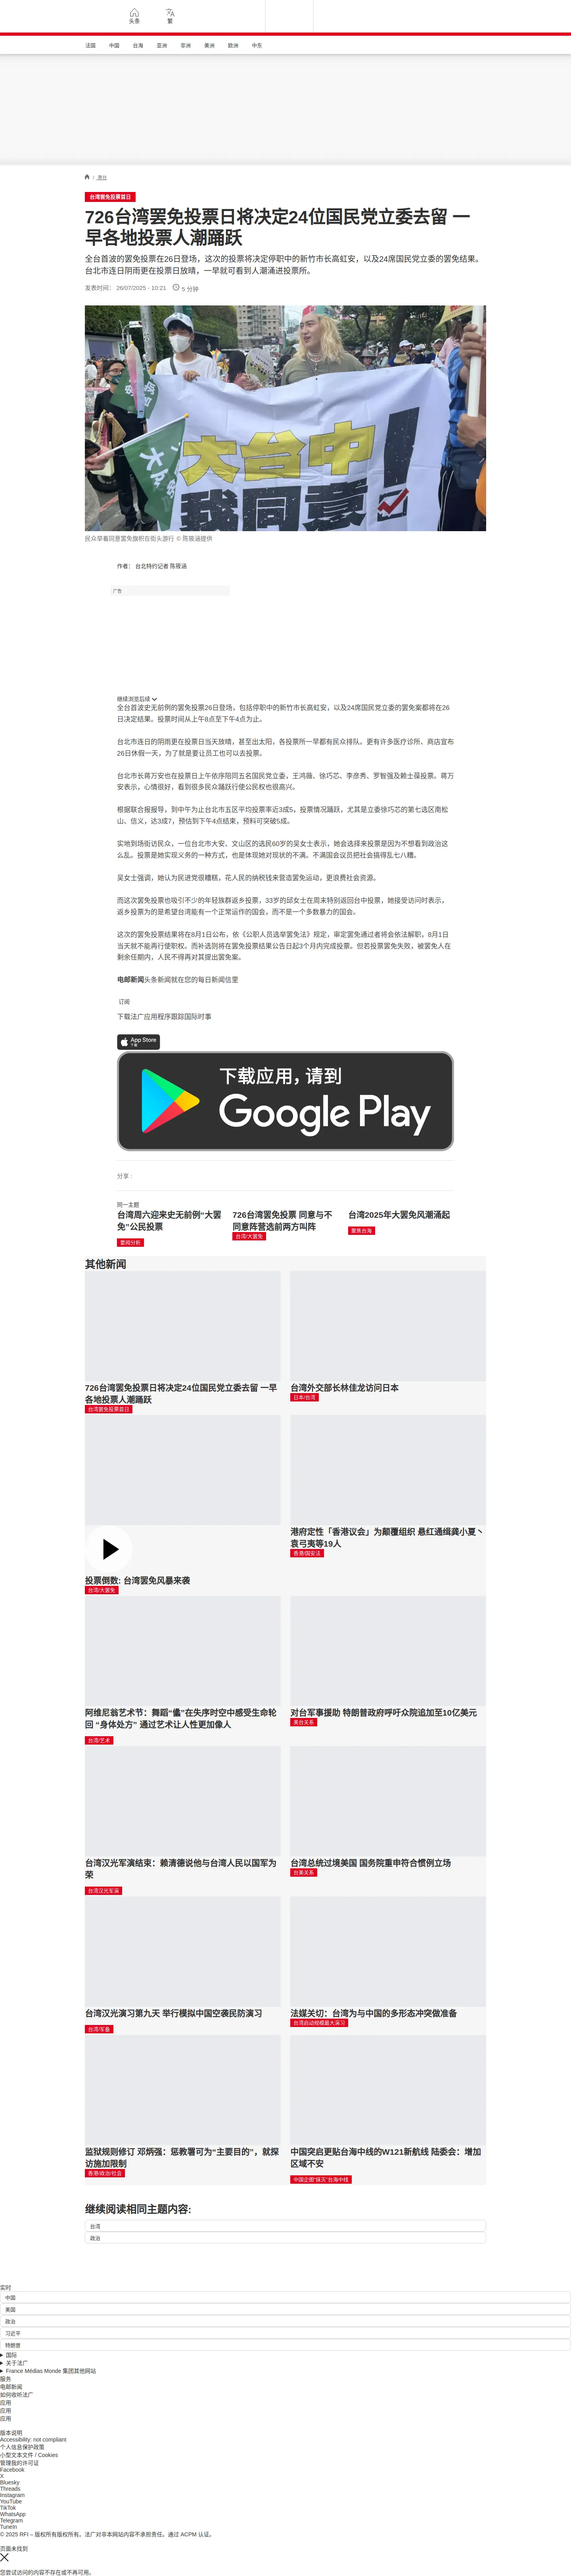 头条
繁
法国
中国
台海
亚洲
非洲
美洲
欧洲
中东
/ 港台
台湾罢免投票首日
726台湾罢免投票日将决定24位国民党立委去留 一
早各地投票人潮踊跃
全台首波的罢免投票在26日登场，这次的投票将决定停职中的新竹市长高虹安，以及24席国民党立委的罢免结果。
台北市连日阴雨更在投票日放晴，一早就可看到人潮涌进投票所。
发表时间： 26/07/2025 - 10:21
5 分钟
大台中
我同意
民众举着同意罢免旗帜在街头游行 © 陈筱涵提供
作者： 台北特约记者 陈筱涵
广告
继续浏览后续
全台首波史无前例的罢免投票26日登场，包括停职中的新竹市长高虹安，以及24席国民党立委的罢免案都将在26
日决定结果。投票时间从上午8点至下午4点为止。
台北市连日的阴雨更在投票日当天放晴，甚至出太阳，各投票所一早都有民众排队。更有许多医疗诊所、商店宣布
26日休假一天，为了就是要让员工也可以去投票。
台北市长蒋万安也在投票日上午依序陪同五名国民党立委，王鸿薇、徐巧芯、李彦秀、罗智强及赖士葆投票。蒋万
安表示，心情很好，看到很多民众踊跃行使公民权也很高兴。
根据联合报报导，到中午为止台北市五区平均投票率近3成5，投票情况踊跃，尤其是立委徐巧芯的第七选区南松
山、信义，达3成7，预估到下午4点结束，预料可突破5成。
实地到场街访民众，一位台北市大安、文山区的选民60岁的吴女士表示，她会选择来投票是因为不想看到政治这
么乱。投票是她实现义务的一种方式，也是体现她对现状的不满。不满国会议员把社会搞得乱七八糟。
吴女士强调，她认为民进党很糟糕，花人民的纳税钱来营造罢免运动，更浪费社会资源。
而这次罢免投票也吸引不少的年轻族群返乡投票，33岁的邱女士在周末特别返回台中投票，她接受访问时表示，
返乡投票为的是希望台湾能有一个正常运作的国会，而不是一个多数暴力的国会。
这次的罢免投票结果将在8月1日公布，依《公职人员选举罢免法》规定，审定罢免通过者将会依法解职，8月1日
当天就不能再行使职权。而补选则将在罢免投票结果公告日起3个月内完成投票。但若投票罢免失败，被罢免人在
剩余任期内，人民不得再对其提出罢免案。
电邮新闻头条新闻就在您的每日新闻信里
订阅
下载法广应用程序跟踪国际时事
App Store
下载应用，请到
Google Play
分享 :
同一主题
台湾周六迎来史无前例“大罢
免”公民投票
要闻分析
726台湾罢免投票 同意与不
同意阵营选前两方叫阵
台湾/大罢免
台湾2025年大罢免风潮涌起
聚焦台海
其他新闻
726台湾罢免投票日将决定24位国民党立委去留 一早
各地投票人潮踊跃
台湾罢免投票首日
台湾外交部长林佳龙访问日本
日本/台湾
投票倒数: 台湾罢免风暴来袭
台湾/大罢免
港府定性「香港议会」为颠覆组织 悬红通缉龚小夏丶
袁弓夷等19人
香港/国安法
阿维尼翁艺术节：舞蹈“儘”在失序时空中感受生命轮
回 “身体处方” 通过艺术让人性更加像人
台湾/艺术
对台军事援助 特朗普政府呼吁众院追加至10亿美元
美台关系
台湾汉光军演结束：赖清德说他与台湾人民以国军为
荣
台湾汉光军演
台湾总统过境美国 国务院重申符合惯例立场
台美关系
台湾汉光演习第九天 举行模拟中国空袭民防演习
台湾/军备
法媒关切：台湾为与中国的多形态冲突做准备
台湾启动规模最大演习
监狱规则修订 邓炳强：惩教署可为“主要目的”，就探
访施加限制
香港/政治/社会
中国突启更贴台海中线的W121新航线 陆委会：增加
区域不安
中国企图“抹灭”台海中线
继续阅读相同主题内容:
台湾
政治
实时
中国
美国
政治
习近平
特朗普
国际
关于法广
France Médias Monde 集团其他网站
服务
电邮新闻
如何收听法广
应用
应用
应用
版本说明
Accessibility: not compliant
个人信息保护政策
小型文本文件 / Cookies
管理我的许可证
Facebook
X
Bluesky
Threads
Instagram
YouTube
TikTok
WhatsApp
Telegram
TuneIn
© 2025 RFI – 版权所有版权所有。法广对非本网站内容不承担责任。通过 ACPM 认证。
页面未找到
您尝试访问的内容不存在或不再可用。